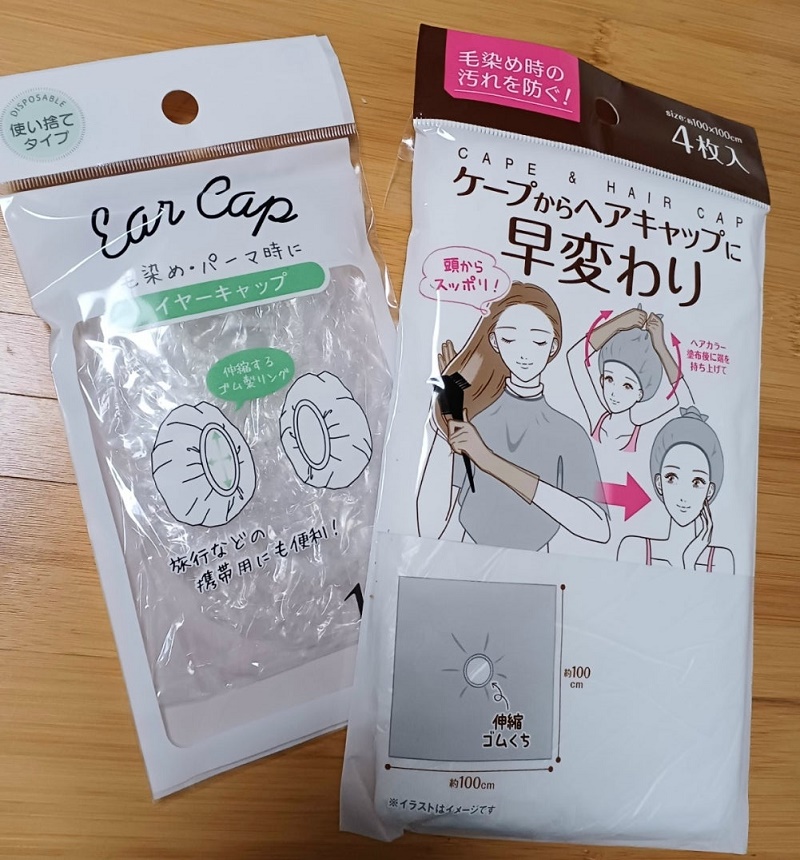 DISPOSABLE
使い捨て
タイプ
Ear Cap
毛染め・パーマ時に
イヤーキャップ
伸縮する
ゴム製リング
旅行などの
携帯用にも便利!
毛染め時の
汚れを防ぐ!
size:約100×100cm
4枚入
CAPE & HAIR CAP
ケープからヘアキャップに
早変わり
頭から
スッポリ!
ヘアカラー
塗布後に裾を
持ち上げて
約100
cm
伸縮
ゴムくち
約100cm
※イラストはイメージです